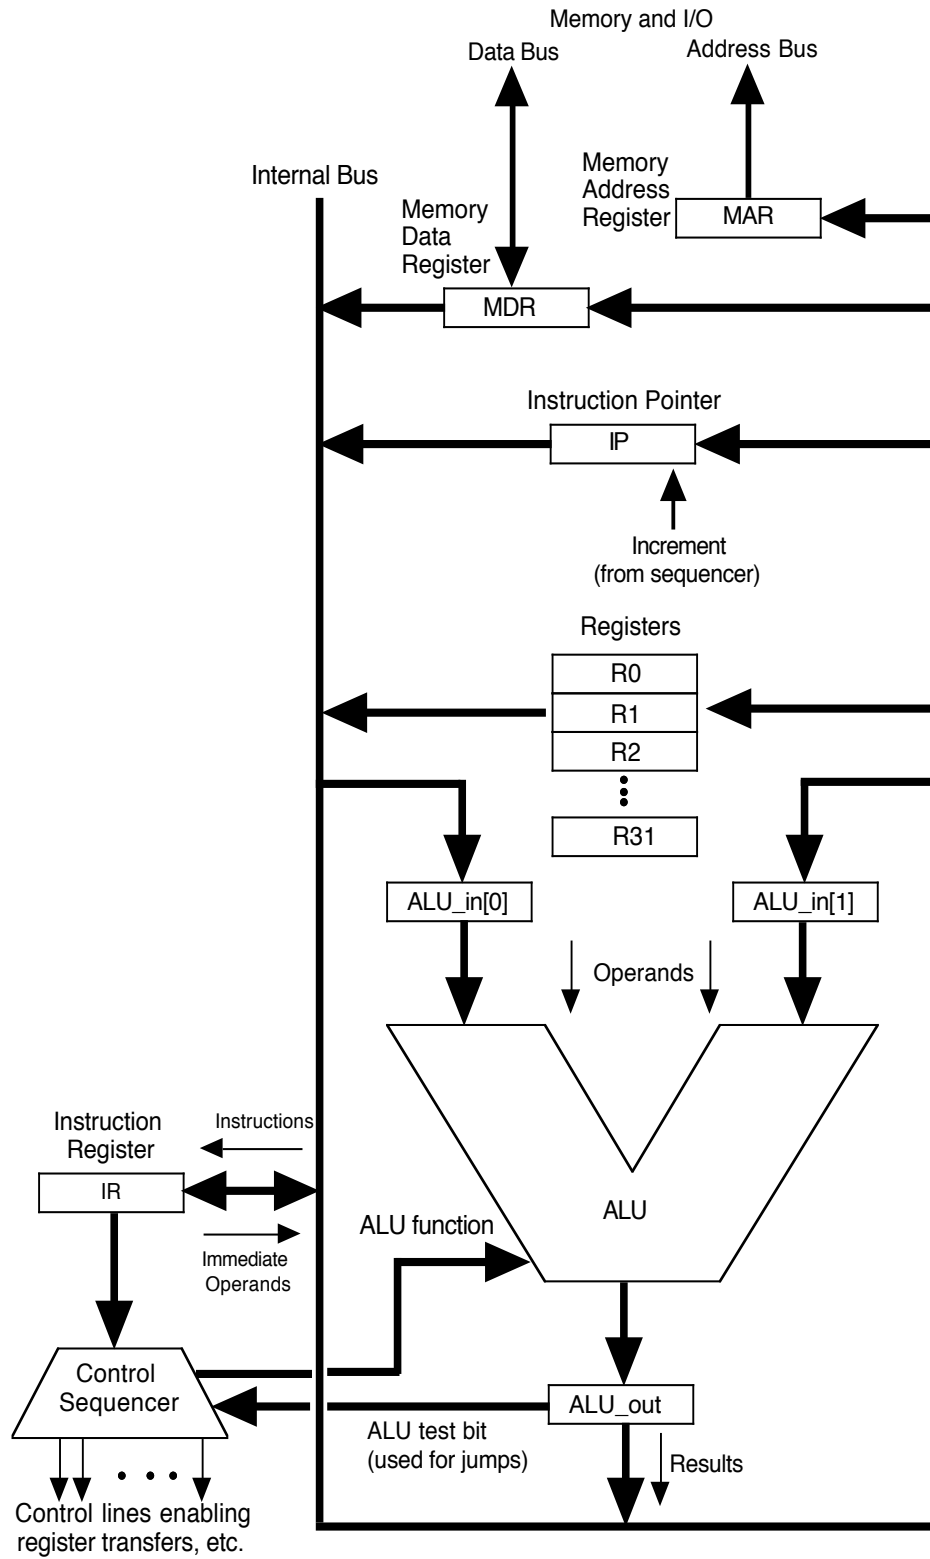 Memory and I/O
Data Bus
Address Bus
Internal Bus
Memory
Address
Register
MAR
Memory
Data
Register
MDR
Instruction Pointer
IP
Increment
(from sequencer)
Registers
R0
R1
R2
R31
ALU_in[0]
ALU_in[1]
Operands
Instruction
Register
Instructions
IR
ALU
ALU function
Immediate
Operands
Control
Sequencer
ALU_out
ALU test bit
(used for jumps)
Results
Control lines enabling
register transfers, etc.